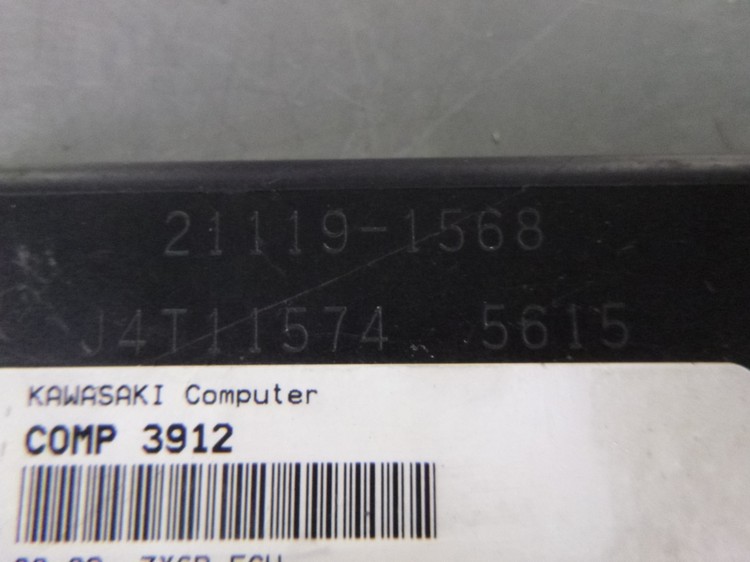 21119-1568
J4T11574 5615
KAWASAKI Computer
COMP 3912